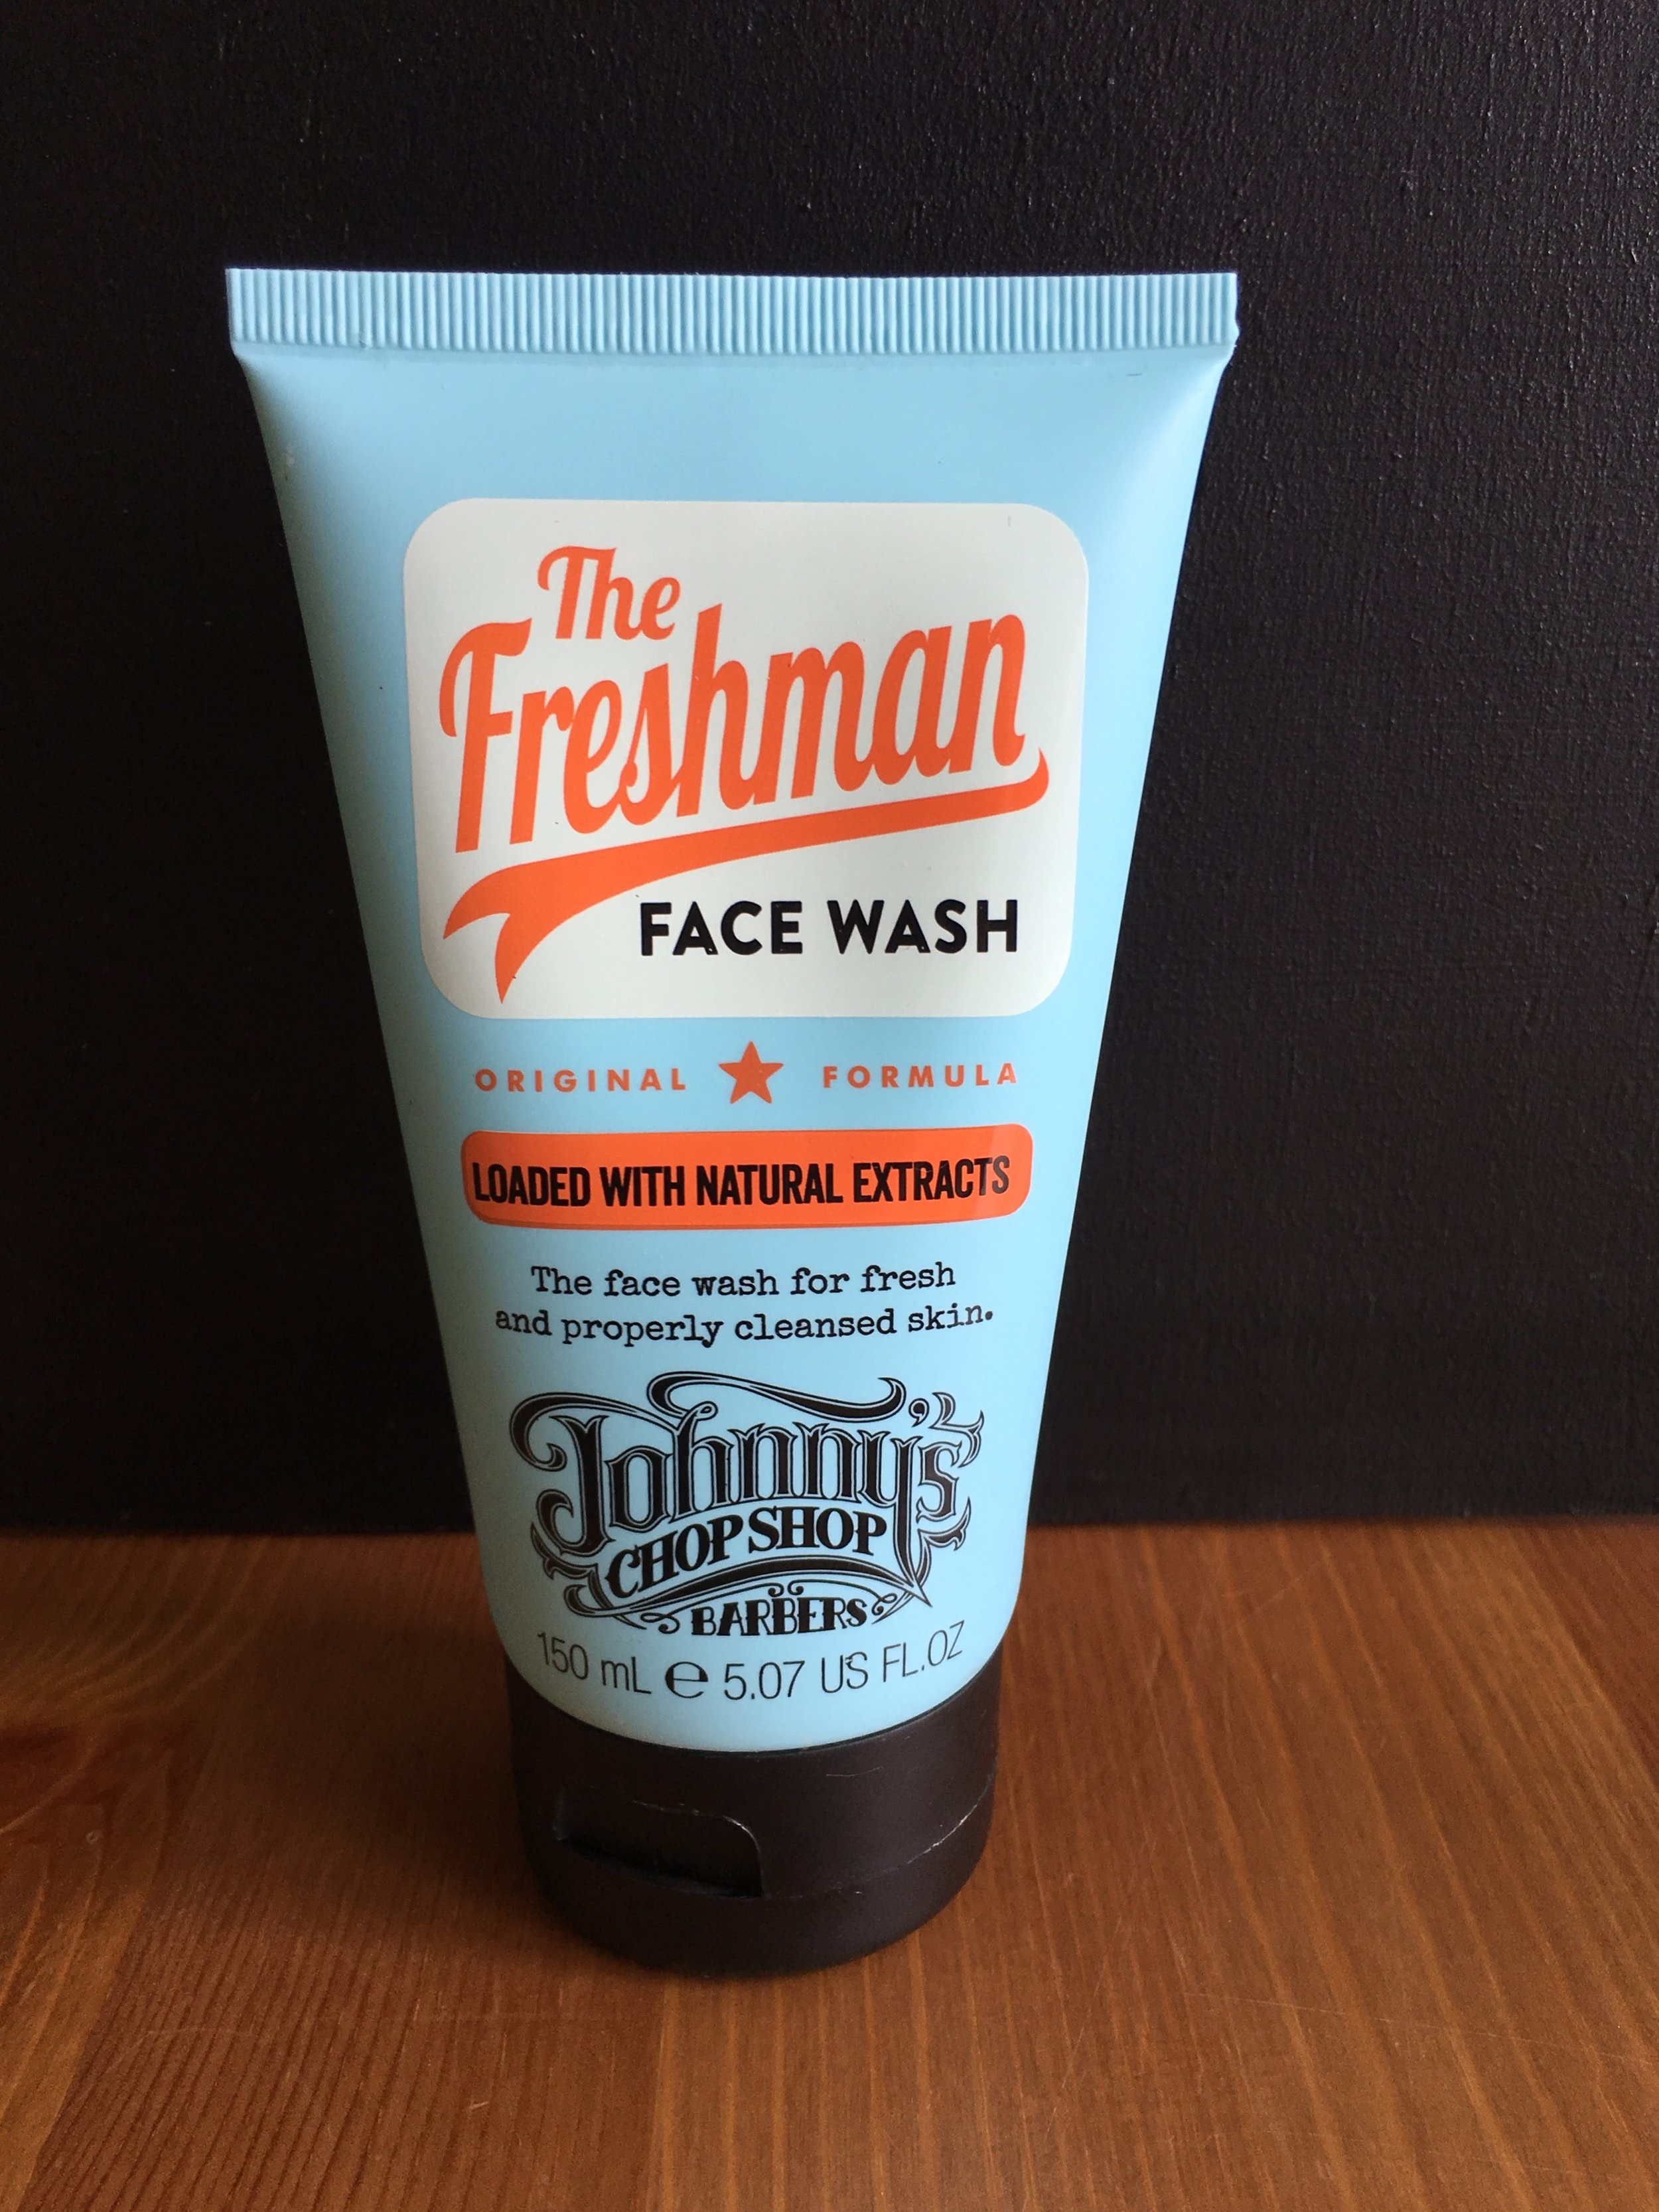 The
Freshman
FACE WASH
ORIGINAL ★ FORMULA
LOADED WITH NATURAL EXTRACTS
The face wash for fresh
and properly cleansed skin.
Johnny's
CHOP SHOP
BARBERS
150 mL ℮ 5.07 US FL.OZ